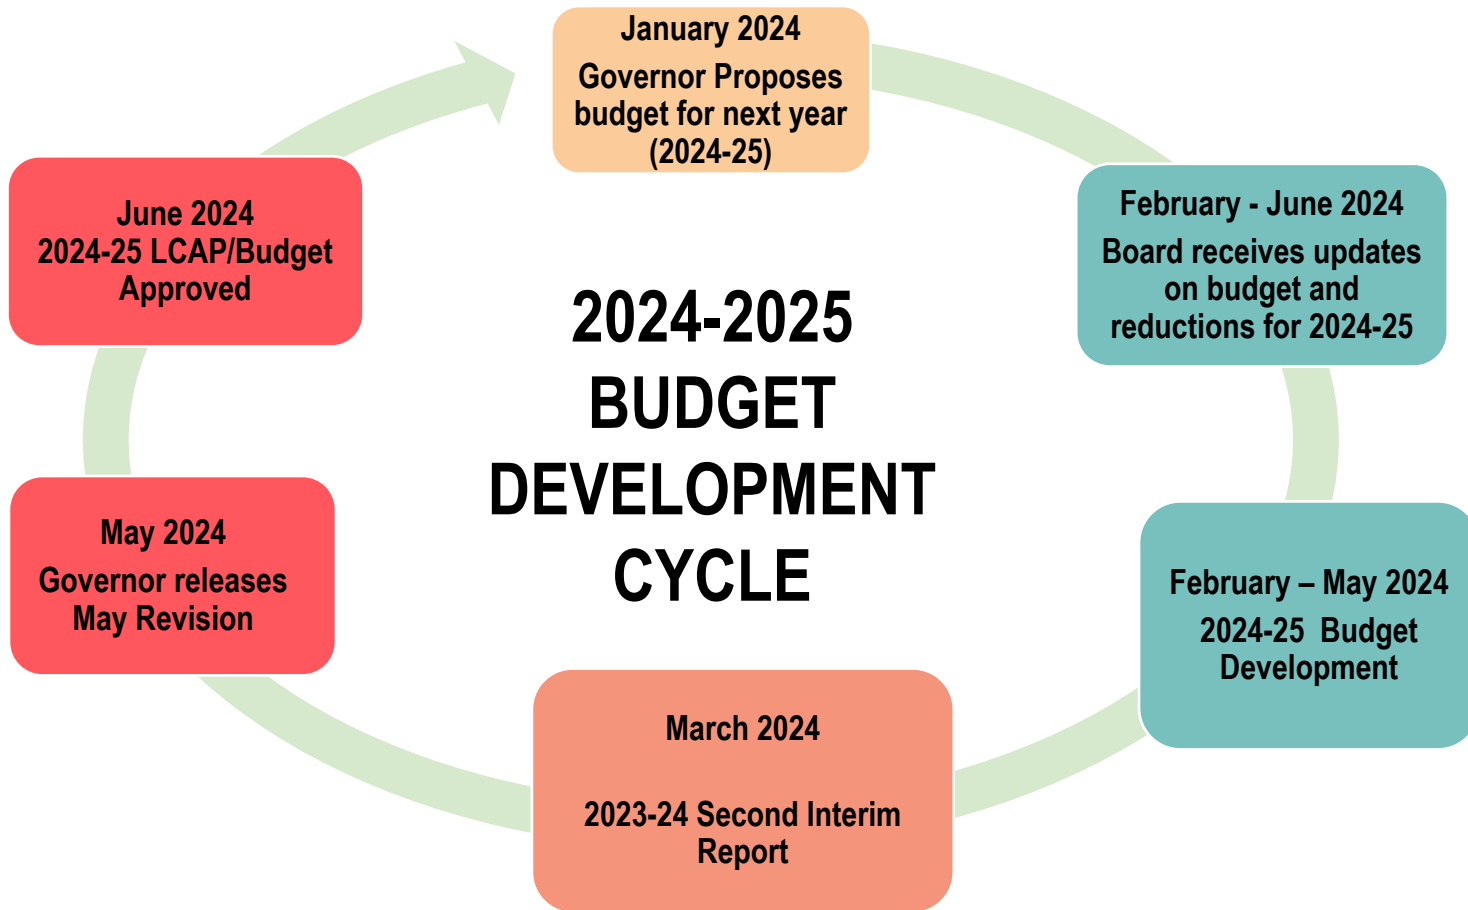 January 2024
Governor Proposes
budget for next year
(2024-25)
February - June 2024
Board receives updates
on budget and
reductions for 2024-25
February – May 2024
2024-25 Budget
Development
March 2024
2023-24 Second Interim
Report
May 2024
Governor releases
May Revision
June 2024
2024-25 LCAP/Budget
Approved
2024-2025
BUDGET
DEVELOPMENT
CYCLE